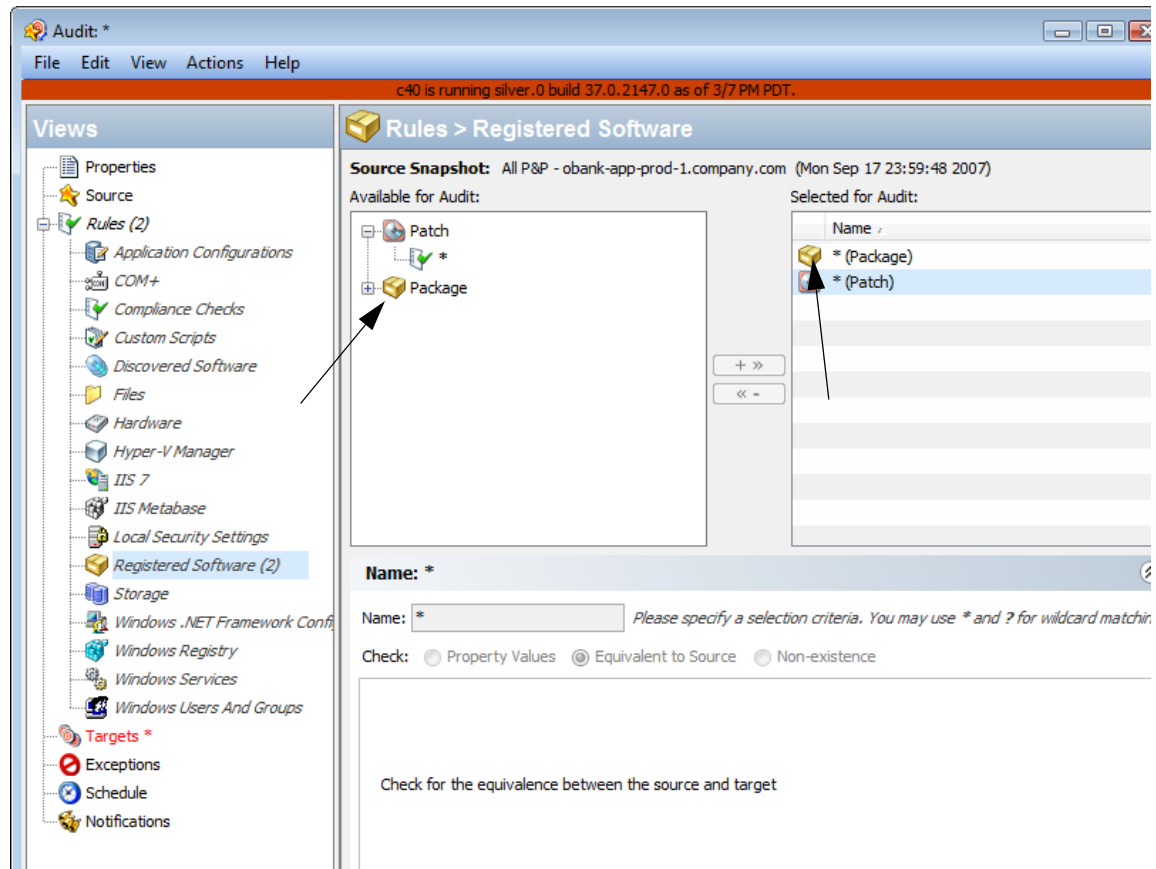 Audit: *
File Edit View Actions Help
c40 is running silver.0 build 37.0.2147.0 as of 3/7 PM PDT.
Views
Properties
Source
Rules (2)
Application Configurations
COM+
Compliance Checks
Custom Scripts
Discovered Software
Files
Hardware
Hyper-V Manager
IIS 7
IIS Metabase
Local Security Settings
Registered Software (2)
Storage
Windows .NET Framework Confi
Windows Registry
Windows Services
Windows Users And Groups
Targets *
Exceptions
Schedule
Notifications
Rules > Registered Software
Source Snapshot: All P&P - obank-app-prod-1.company.com (Mon Sep 17 23:59:48 2007)
Available for Audit:
Patch
*
Package
+ »
« -
Selected for Audit:
Name
* (Package)
* (Patch)
Name: *
Name: * Please specify a selection criteria. You may use * and ? for wildcard matchin
Check: Property Values Equivalent to Source Non-existence
Check for the equivalence between the source and target